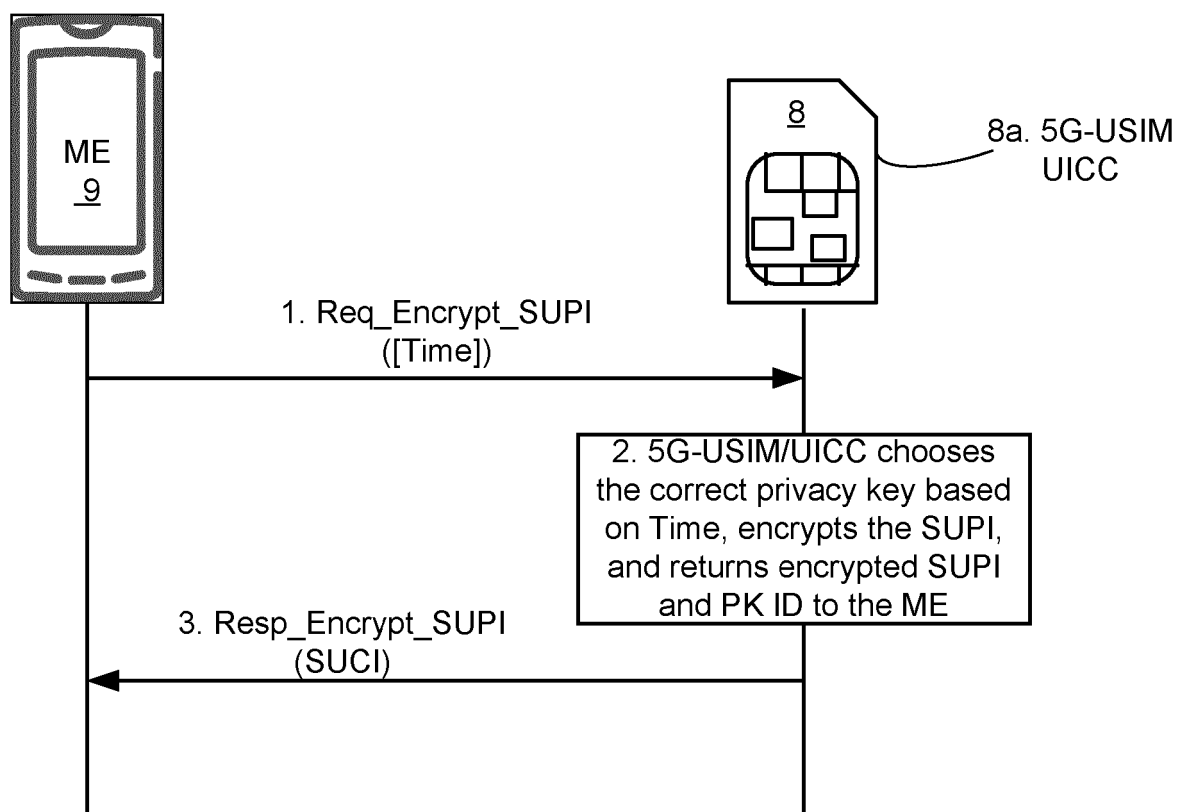 ME
9
8
8a. 5G-USIM
UICC
1. Req_Encrypt_SUPI
([Time])
2. 5G-USIM/UICC chooses
the correct privacy key based
on Time, encrypts the SUPI,
and returns encrypted SUPI
and PK ID to the ME
3. Resp_Encrypt_SUPI
(SUCI)